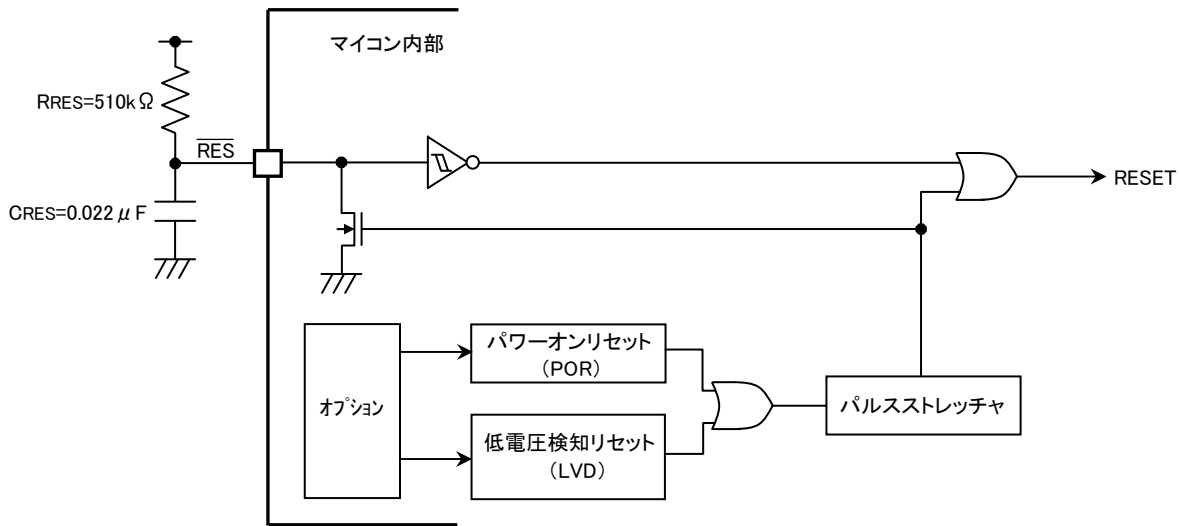 マイコン内部
RRES=510kΩ
RES
CRES=0.022μF
RESET
オプション
パワーオンリセット
(POR)
低電圧検知リセット
(LVD)
パルスストレッチャ